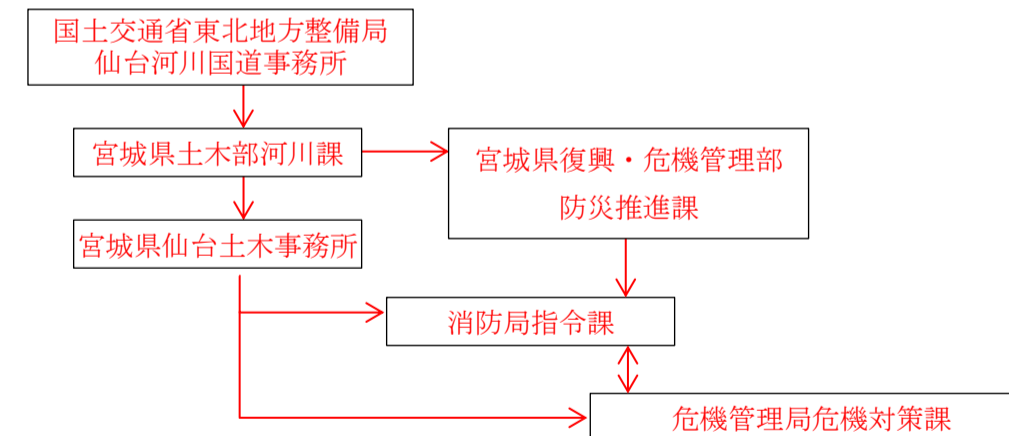 国土交通省東北地方整備局
仙台河川国道事務所
宮城県土木部河川課
宮城県復興・危機管理部
防災推進課
宮城県仙台土木事務所
消防局指令課
危機管理局危機対策課